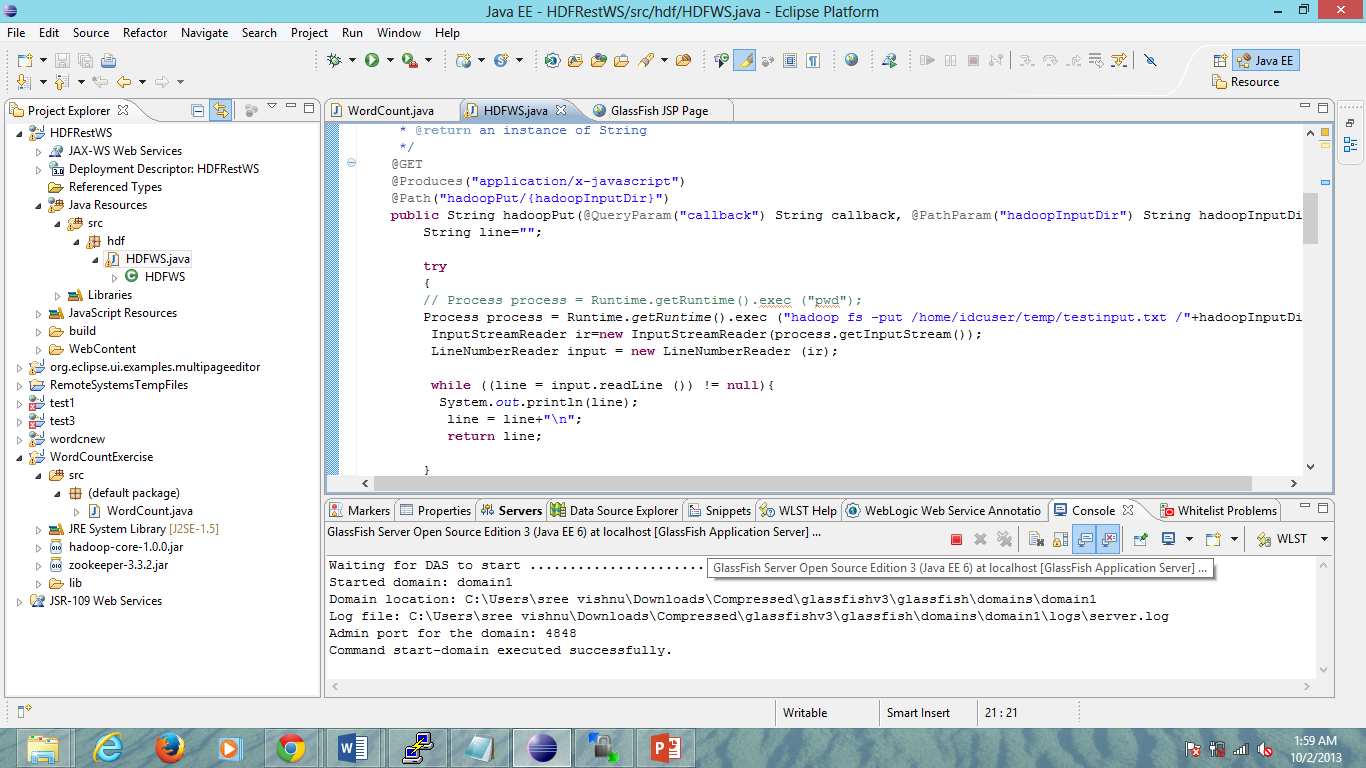 Java EE - HDFRestWS/src/hdf/HDFWS.java - Eclipse Platform
File Edit Source Refactor Navigate Search Project Run Window Help
Java EE
Resource
Project Explorer
WordCount.java HDFWS.java GlassFish JSP Page
HDFRestWS
JAX-WS Web Services
Deployment Descriptor: HDFRestWS
Referenced Types
Java Resources
src
hdf
HDFWS.java
HDFWS
Libraries
JavaScript Resources
build
WebContent
org.eclipse.ui.examples.multipageeditor
RemoteSystemsTempFiles
test1
test3
wordcnew
WordCountExercise
src
(default package)
WordCount.java
JRE System Library [J2SE-1.5]
hadoop-core-1.0.0.jar
zookeeper-3.3.2.jar
lib
JSR-109 Web Services
* @return an instance of String
*/
@GET
@Produces("application/x-javascript")
@Path("hadoopPut/{hadoopInputDir}")
public String hadoopPut(@QueryParam("callback") String callback, @PathParam("hadoopInputDir") String hadoopInputDi
String line="";
try
{
// Process process = Runtime.getRuntime().exec ("pwd");
Process process = Runtime.getRuntime().exec ("hadoop fs -put /home/idcuser/temp/testinput.txt /"+hadoopInputDi
InputStreamReader ir=new InputStreamReader(process.getInputStream());
LineNumberReader input = new LineNumberReader (ir);
while ((line = input.readLine ()) != null){
System.out.println(line);
line = line+"\n";
return line;
}
Markers Properties Servers Data Source Explorer Snippets WLST Help WebLogic Web Service Annotatio Console Whitelist Problems
GlassFish Server Open Source Edition 3 (Java EE 6) at localhost [GlassFish Application Server] ...
WLST
Waiting for DAS to start ......................
GlassFish Server Open Source Edition 3 (Java EE 6) at localhost [GlassFish Application Server] ...
Started domain: domain1
Domain location: C:\Users\sree vishnu\Downloads\Compressed\glassfishv3\glassfish\domains\domain1
Log file: C:\Users\sree vishnu\Downloads\Compressed\glassfishv3\glassfish\domains\domain1\logs\server.log
Admin port for the domain: 4848
Command start-domain executed successfully.
Writable Smart Insert 21 : 21
1:59 AM
10/2/2013